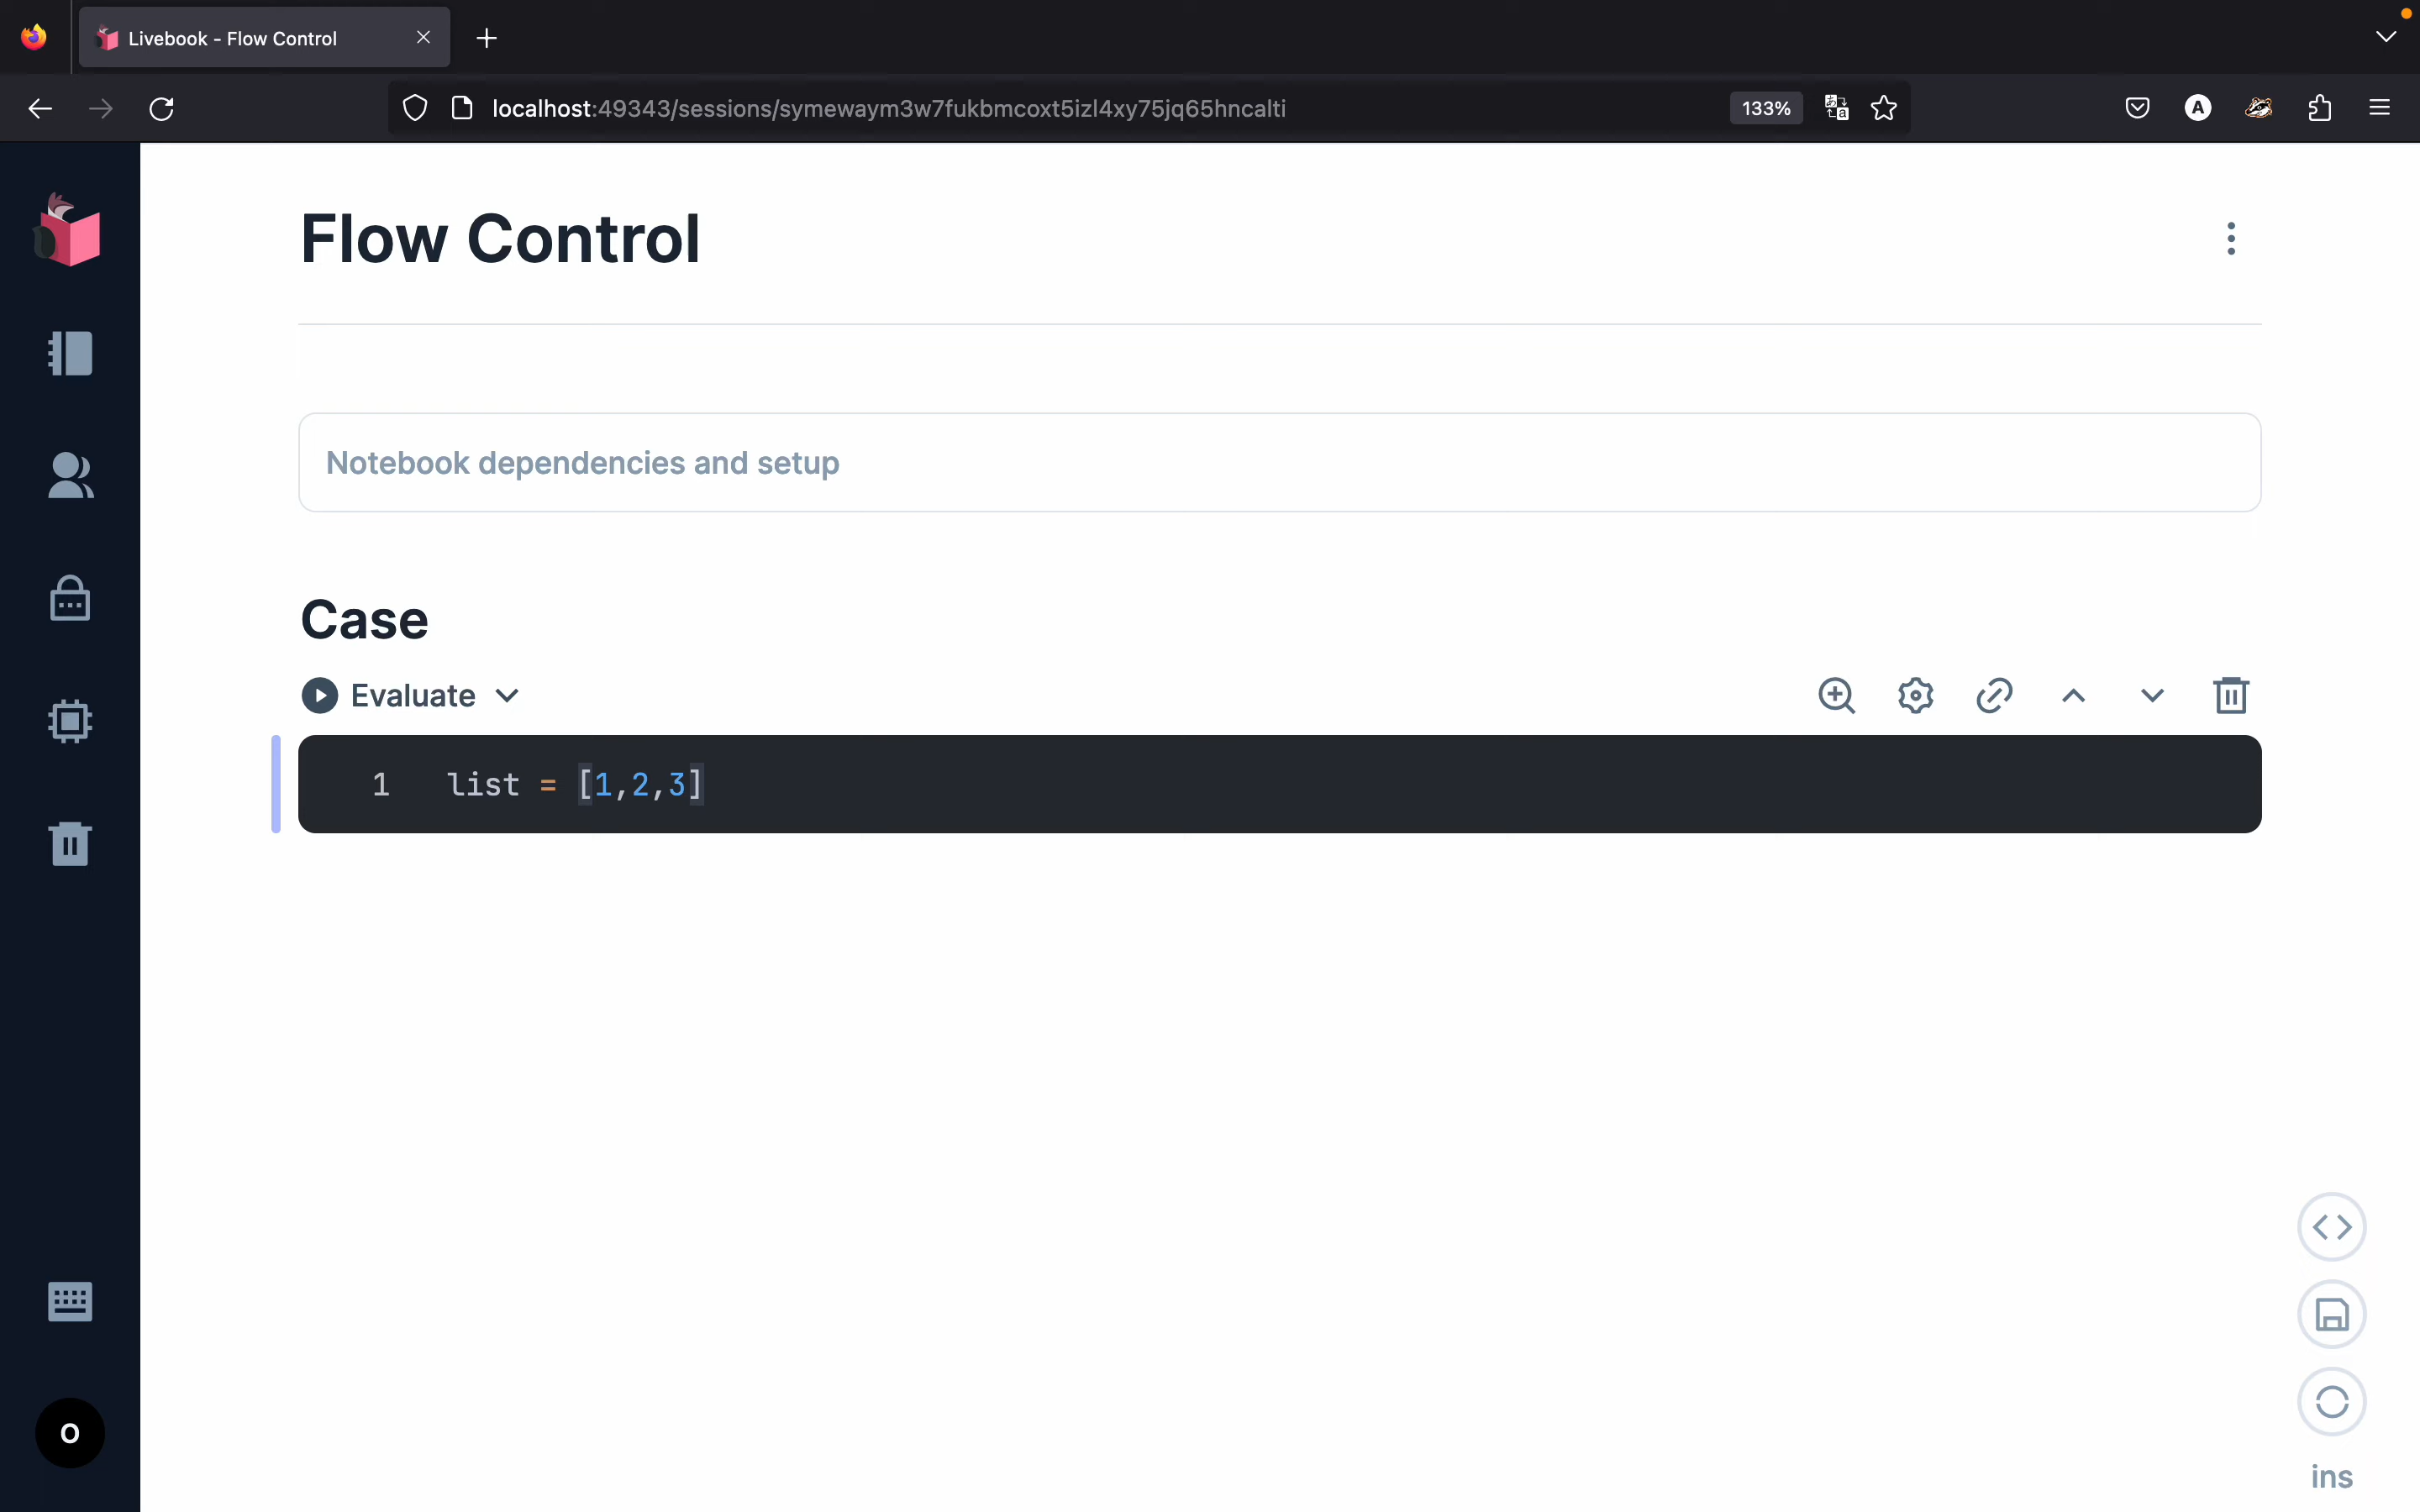 Livebook - Flow Control
localhost:49343/sessions/symewaym3w7fukbmcoxt5izl4xy75jq65hncalti
133%
A
Flow Control
Notebook dependencies and setup
Case
Evaluate
1 list = [1,2,3]
O
ins